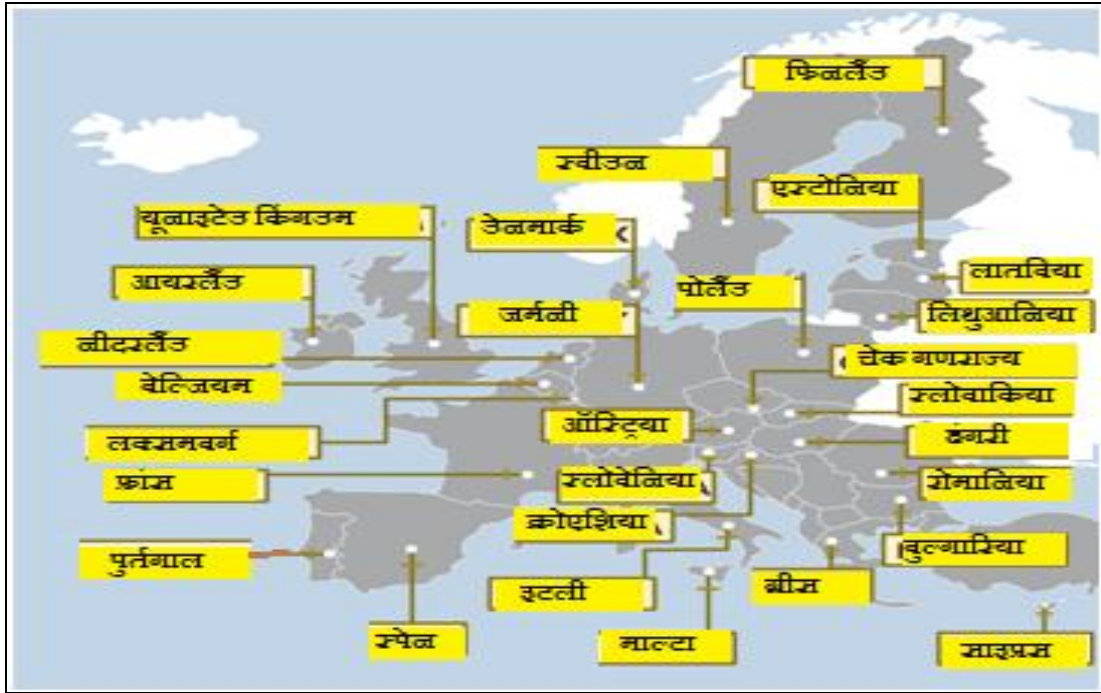 फिनलैंड
स्वीडन
एस्टोनिया
यूनाइटेड किंगडम
डेनमार्क
लातविया
आयरलैंड
पोलैंड
लिथुआनिया
जर्मनी
नीदरलैंड
चेक गणराज्य
बेल्जियम
स्लोवाकिया
ऑस्ट्रिया
लक्समबर्ग
हंगरी
फ्रांस
स्लोवेनिया
रोमानिया
क्रोएशिया
बुल्गारिया
पुर्तगाल
इटली
ग्रीस
स्पेन
माल्टा
साइप्रस